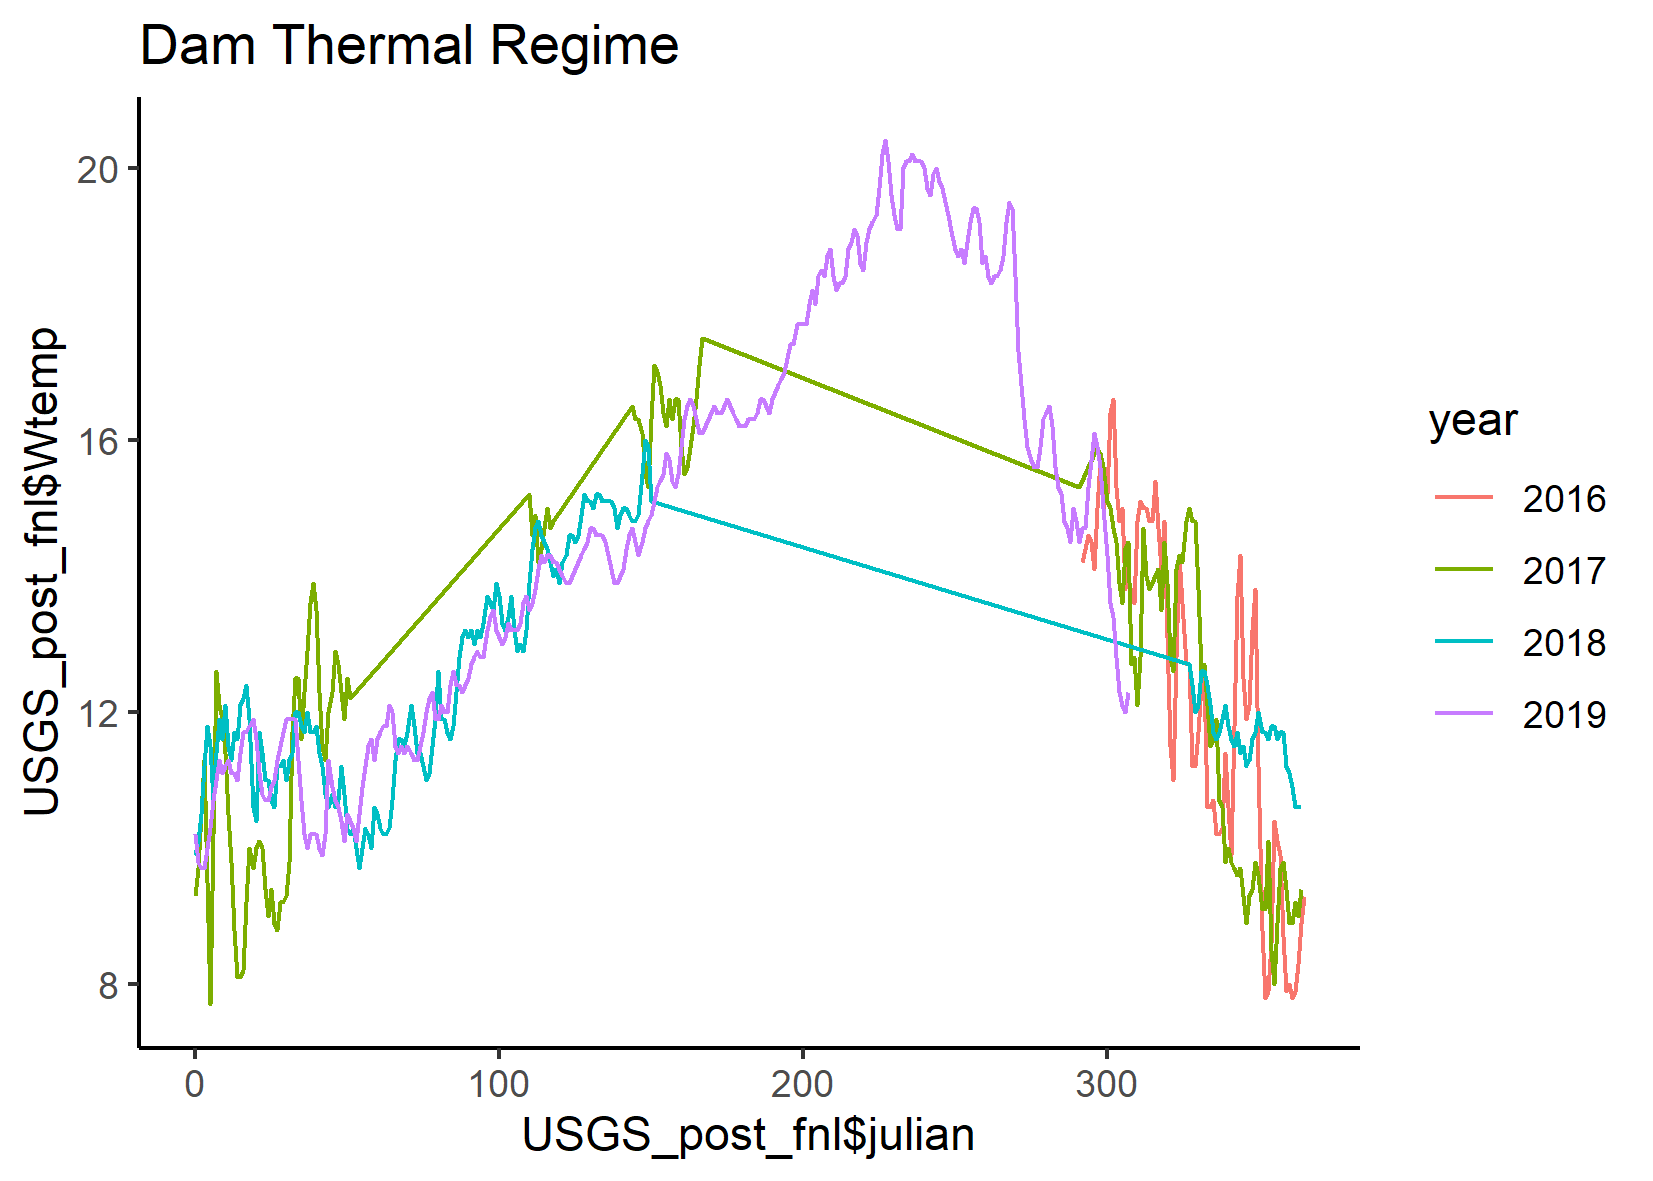 Dam Thermal Regime
USGS_post_fnl$Wtemp
20
16
12
8
0 100 200 300
USGS_post_fnl$julian
year
2016
2017
2018
2019